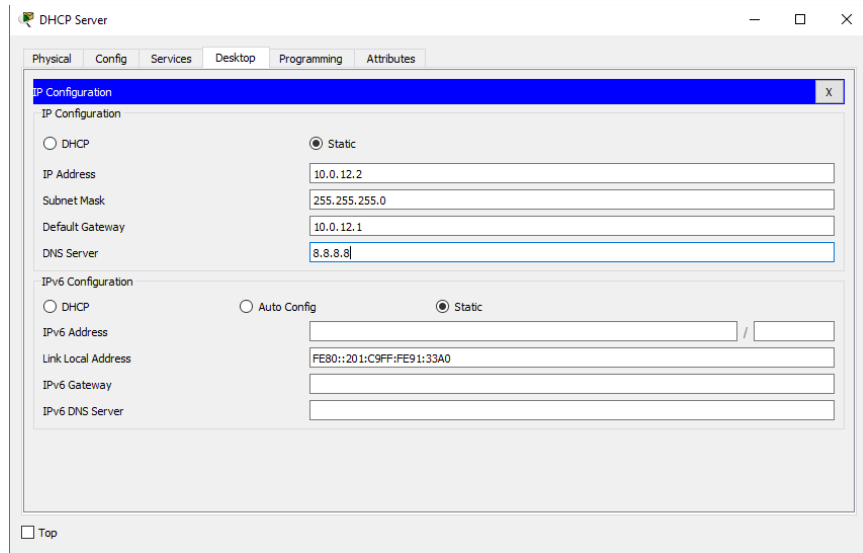 DHCP Server
Physical Config Services Desktop Programming Attributes
IP Configuration X
IP Configuration
DHCP Static
IP Address 10.0.12.2
Subnet Mask 255.255.255.0
Default Gateway 10.0.12.1
DNS Server 8.8.8.8
IPv6 Configuration
DHCP Auto Config Static
IPv6 Address /
Link Local Address FE80::201:C9FF:FE91:33A0
IPv6 Gateway
IPv6 DNS Server
Top